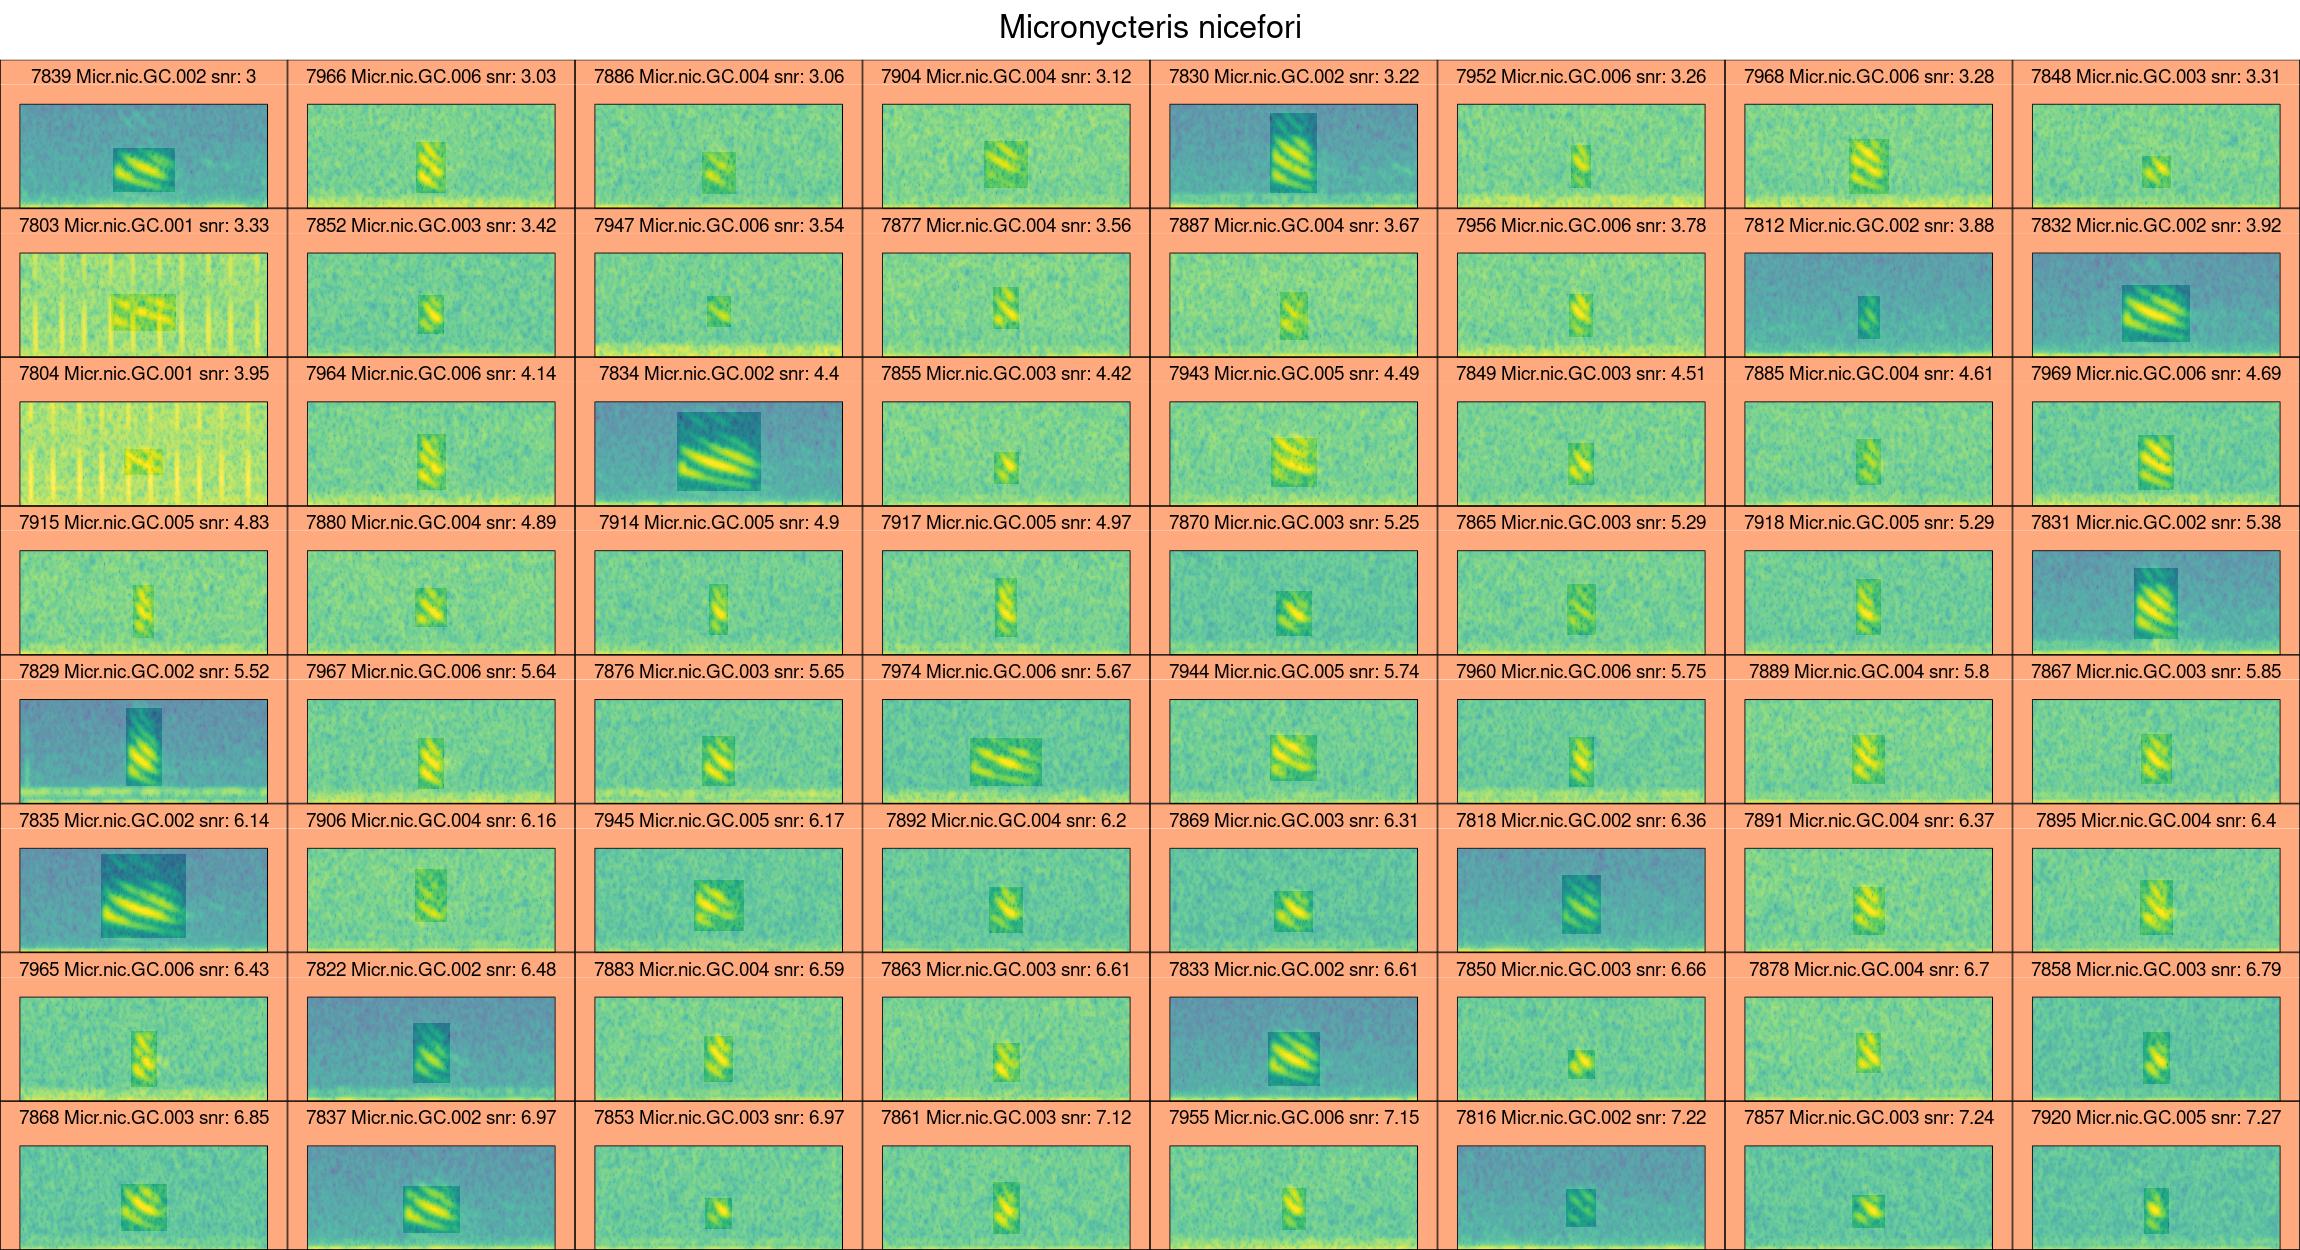 Micronycteris nicefori
7839 Micr.nic.GC.002 snr: 3 7966 Micr.nic.GC.006 snr: 3.03 7886 Micr.nic.GC.004 snr: 3.06 7904 Micr.nic.GC.004 snr: 3.12 7830 Micr.nic.GC.002 snr: 3.22 7952 Micr.nic.GC.006 snr: 3.26 7968 Micr.nic.GC.006 snr: 3.28 7848 Micr.nic.GC.003 snr: 3.31
7803 Micr.nic.GC.001 snr: 3.33 7852 Micr.nic.GC.003 snr: 3.42 7947 Micr.nic.GC.006 snr: 3.54 7877 Micr.nic.GC.004 snr: 3.56 7887 Micr.nic.GC.004 snr: 3.67 7956 Micr.nic.GC.006 snr: 3.78 7812 Micr.nic.GC.002 snr: 3.88 7832 Micr.nic.GC.002 snr: 3.92
7804 Micr.nic.GC.001 snr: 3.95 7964 Micr.nic.GC.006 snr: 4.14 7834 Micr.nic.GC.002 snr: 4.4 7855 Micr.nic.GC.003 snr: 4.42 7943 Micr.nic.GC.005 snr: 4.49 7849 Micr.nic.GC.003 snr: 4.51 7885 Micr.nic.GC.004 snr: 4.61 7969 Micr.nic.GC.006 snr: 4.69
7915 Micr.nic.GC.005 snr: 4.83 7880 Micr.nic.GC.004 snr: 4.89 7914 Micr.nic.GC.005 snr: 4.9 7917 Micr.nic.GC.005 snr: 4.97 7870 Micr.nic.GC.003 snr: 5.25 7865 Micr.nic.GC.003 snr: 5.29 7918 Micr.nic.GC.005 snr: 5.29 7831 Micr.nic.GC.002 snr: 5.38
7829 Micr.nic.GC.002 snr: 5.52 7967 Micr.nic.GC.006 snr: 5.64 7876 Micr.nic.GC.003 snr: 5.65 7974 Micr.nic.GC.006 snr: 5.67 7944 Micr.nic.GC.005 snr: 5.74 7960 Micr.nic.GC.006 snr: 5.75 7889 Micr.nic.GC.004 snr: 5.8 7867 Micr.nic.GC.003 snr: 5.85
7835 Micr.nic.GC.002 snr: 6.14 7906 Micr.nic.GC.004 snr: 6.16 7945 Micr.nic.GC.005 snr: 6.17 7892 Micr.nic.GC.004 snr: 6.2 7869 Micr.nic.GC.003 snr: 6.31 7818 Micr.nic.GC.002 snr: 6.36 7891 Micr.nic.GC.004 snr: 6.37 7895 Micr.nic.GC.004 snr: 6.4
7965 Micr.nic.GC.006 snr: 6.43 7822 Micr.nic.GC.002 snr: 6.48 7883 Micr.nic.GC.004 snr: 6.59 7863 Micr.nic.GC.003 snr: 6.61 7833 Micr.nic.GC.002 snr: 6.61 7850 Micr.nic.GC.003 snr: 6.66 7878 Micr.nic.GC.004 snr: 6.7 7858 Micr.nic.GC.003 snr: 6.79
7868 Micr.nic.GC.003 snr: 6.85 7837 Micr.nic.GC.002 snr: 6.97 7853 Micr.nic.GC.003 snr: 6.97 7861 Micr.nic.GC.003 snr: 7.12 7955 Micr.nic.GC.006 snr: 7.15 7816 Micr.nic.GC.002 snr: 7.22 7857 Micr.nic.GC.003 snr: 7.24 7920 Micr.nic.GC.005 snr: 7.27